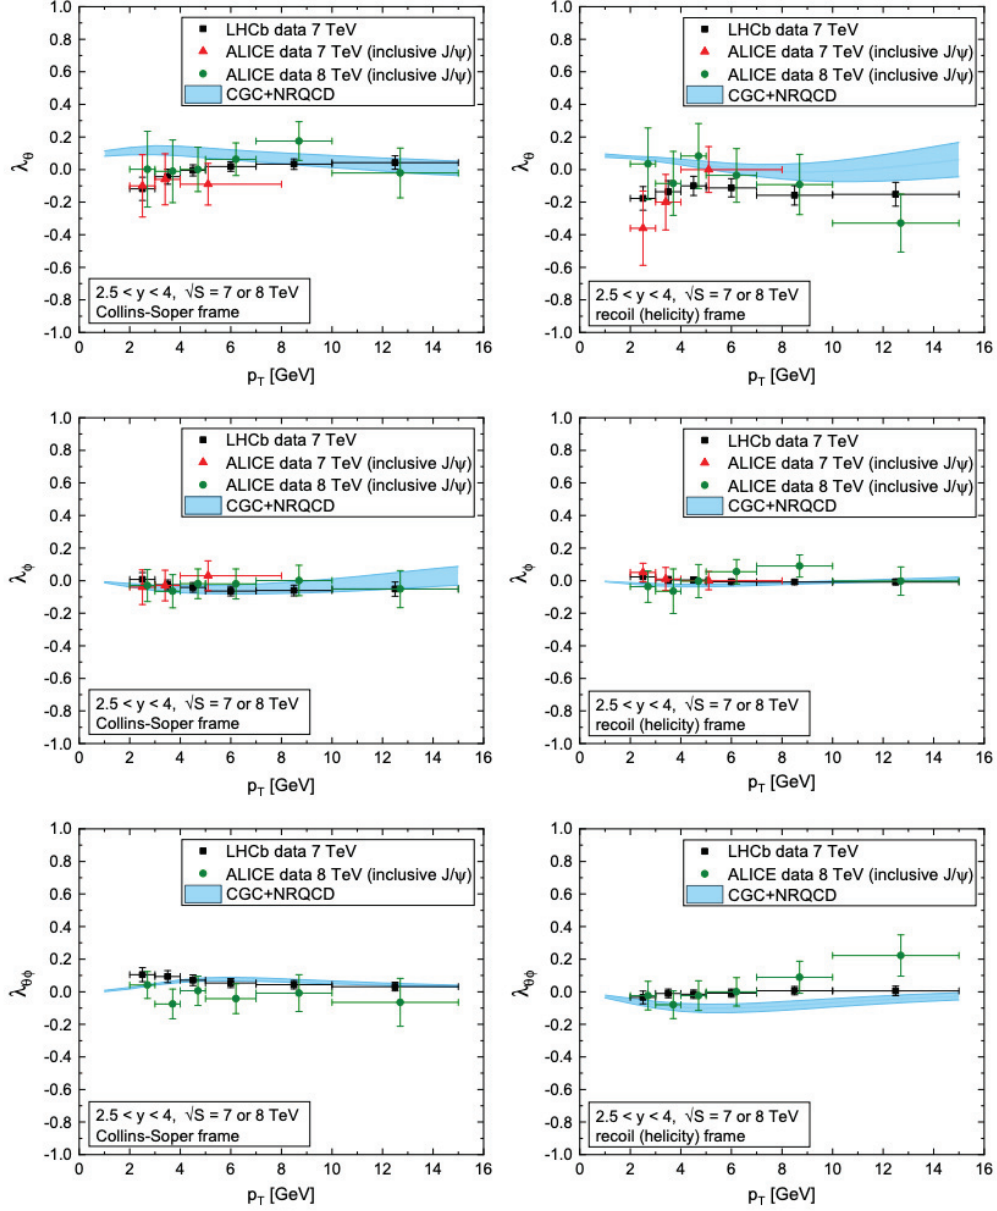 LHCb data 7 TeV
ALICE data 7 TeV (inclusive J/ψ)
ALICE data 8 TeV (inclusive J/ψ)
CGC+NRQCD
1.0
0.8
0.6
0.4
0.2
0.0
-0.2
-0.4
-0.6
-0.8
-1.0
λθ
2.5 < y < 4, √S = 7 or 8 TeV
Collins-Soper frame
0 2 4 6 8 10 12 14 16
pT [GeV]
LHCb data 7 TeV
ALICE data 7 TeV (inclusive J/ψ)
ALICE data 8 TeV (inclusive J/ψ)
CGC+NRQCD
1.0
0.8
0.6
0.4
0.2
0.0
-0.2
-0.4
-0.6
-0.8
-1.0
λθ
2.5 < y < 4, √S = 7 or 8 TeV
recoil (helicity) frame
0 2 4 6 8 10 12 14 16
pT [GeV]
LHCb data 7 TeV
ALICE data 7 TeV (inclusive J/ψ)
ALICE data 8 TeV (inclusive J/ψ)
CGC+NRQCD
1.0
0.8
0.6
0.4
0.2
0.0
-0.2
-0.4
-0.6
-0.8
-1.0
λϕ
2.5 < y < 4, √S = 7 or 8 TeV
Collins-Soper frame
0 2 4 6 8 10 12 14 16
pT [GeV]
LHCb data 7 TeV
ALICE data 7 TeV (inclusive J/ψ)
ALICE data 8 TeV (inclusive J/ψ)
CGC+NRQCD
1.0
0.8
0.6
0.4
0.2
0.0
-0.2
-0.4
-0.6
-0.8
-1.0
λϕ
2.5 < y < 4, √S = 7 or 8 TeV
recoil (helicity) frame
0 2 4 6 8 10 12 14 16
pT [GeV]
LHCb data 7 TeV
ALICE data 8 TeV (inclusive J/ψ)
CGC+NRQCD
1.0
0.8
0.6
0.4
0.2
0.0
-0.2
-0.4
-0.6
-0.8
-1.0
λθϕ
2.5 < y < 4, √S = 7 or 8 TeV
Collins-Soper frame
0 2 4 6 8 10 12 14 16
pT [GeV]
LHCb data 7 TeV
ALICE data 8 TeV (inclusive J/ψ)
CGC+NRQCD
1.0
0.8
0.6
0.4
0.2
0.0
-0.2
-0.4
-0.6
-0.8
-1.0
λθϕ
2.5 < y < 4, √S = 7 or 8 TeV
recoil (helicity) frame
0 2 4 6 8 10 12 14 16
pT [GeV]